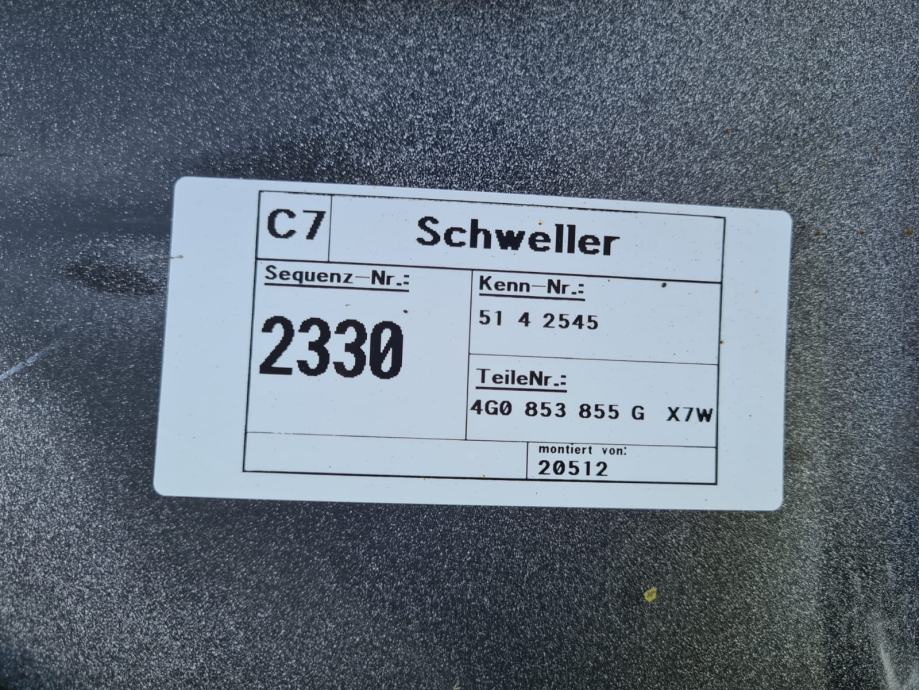 C7 Schweller
Sequenz-Nr.:
2330
Kenn-Nr.:
51 4 2545
TeileNr.:
4G0 853 855 G X7W
montiert von:
20512